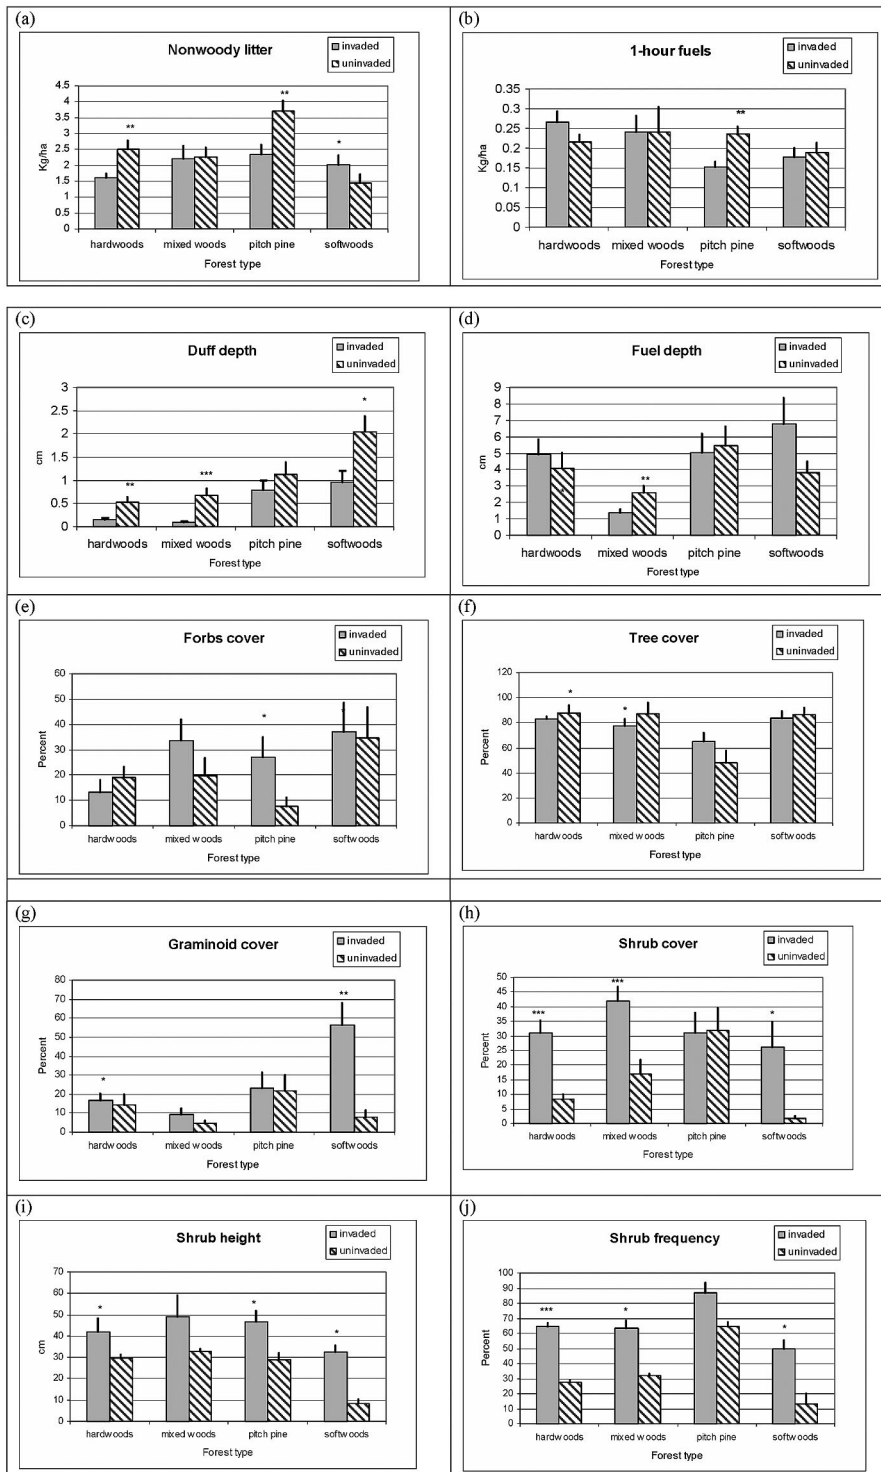 (a)
Nonwoody litter
invaded
uninvaded
4.5
4
3.5
3
2.5
2
1.5
1
0.5
0
Kg/ha
**
**
*
hardwoods mixed woods pitch pine softwoods
Forest type
(b)
1-hour fuels
invaded
uninvaded
0.35
0.3
0.25
0.2
0.15
0.1
0.05
0
Kg/ha
**
hardwoods mixed woods pitch pine softwoods
Forest type
(c)
Duff depth
invaded
uninvaded
3
2.5
2
1.5
1
0.5
0
cm
**
***
*
hardwoods mixed woods pitch pine softwoods
Forest type
(d)
Fuel depth
invaded
uninvaded
9
8
7
6
5
4
3
2
1
0
cm
*
**
hardwoods mixed woods pitch pine softwoods
Forest type
(e)
Forbs cover
invaded
uninvaded
60
50
40
30
20
10
0
Percent
*
hardwoods mixed woods pitch pine softwoods
Forest type
(f)
Tree cover
invaded
uninvaded
120
100
80
60
40
20
0
Percent
*
*
hardwoods mixed woods pitch pine softwoods
Forest type
(g)
Graminoid cover
invaded
uninvaded
80
70
60
50
40
30
20
10
0
Percent
*
**
hardwoods mixed woods pitch pine softwoods
Forest type
(h)
Shrub cover
invaded
uninvaded
50
45
40
35
30
25
20
15
10
5
0
Percent
***
***
*
hardwoods mixed woods pitch pine softwoods
Forest type
(i)
Shrub height
invaded
uninvaded
70
60
50
40
30
20
10
0
cm
*
*
*
hardwoods mixed woods pitch pine softwoods
Forest type
(j)
Shrub frequency
invaded
uninvaded
100
90
80
70
60
50
40
30
20
10
0
Percent
***
*
*
hardwoods mixed woods pitch pine softwoods
Forest type